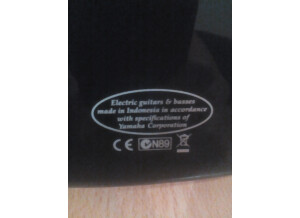 Electric guitars & basses
made in Indonesia in accordance
with specifications of
Yamaha Corporation
CE N89